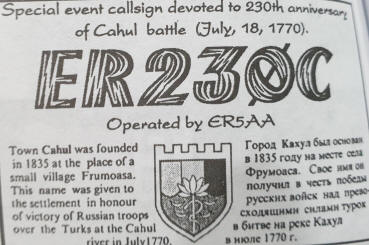 Special event callsign devoted to 230th anniversary
of Cahul battle (July, 18, 1770).
ER230C
Operated by ER5AA
Town Cahul was founded
in 1835 at the place of a
small village Frumoasa.
This name was given to
the settlement in honour
of victory of Russian troops
over the Turks at the Cahul
river in July1770.
Город Кахул был основан
в 1835 году на месте села
Фрумоаса. Свое имя он
получил в честь победы
русских войск над прево-
сходящими силами турок
в битве на реке Кахул
в июле 1770 г.